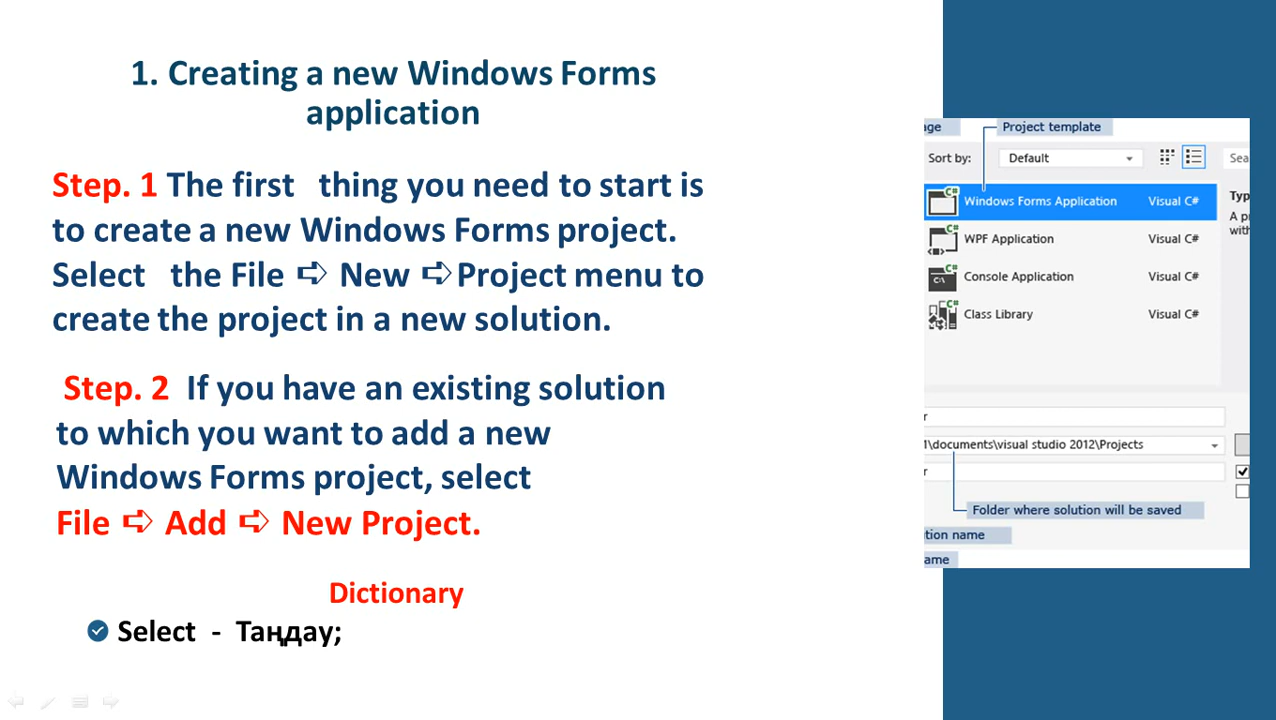 1. Creating a new Windows Forms
application
Step. 1 The first thing you need to start is
to create a new Windows Forms project.
Select the File ➪ New ➪Project menu to
create the project in a new solution.
Step. 2 If you have an existing solution
to which you want to add a new
Windows Forms project, select
File ➪ Add ➪ New Project.
Dictionary
Select - Таңдау;
age
Project template
Sort by:
Default
Sea
C# Windows Forms Application Visual C#
Typ
C# WPF Application Visual C#
A p
with
C# Console Application Visual C#
C# Class Library Visual C#
r
\documents\visual studio 2012\Projects
r
Folder where solution will be saved
tion name
ame